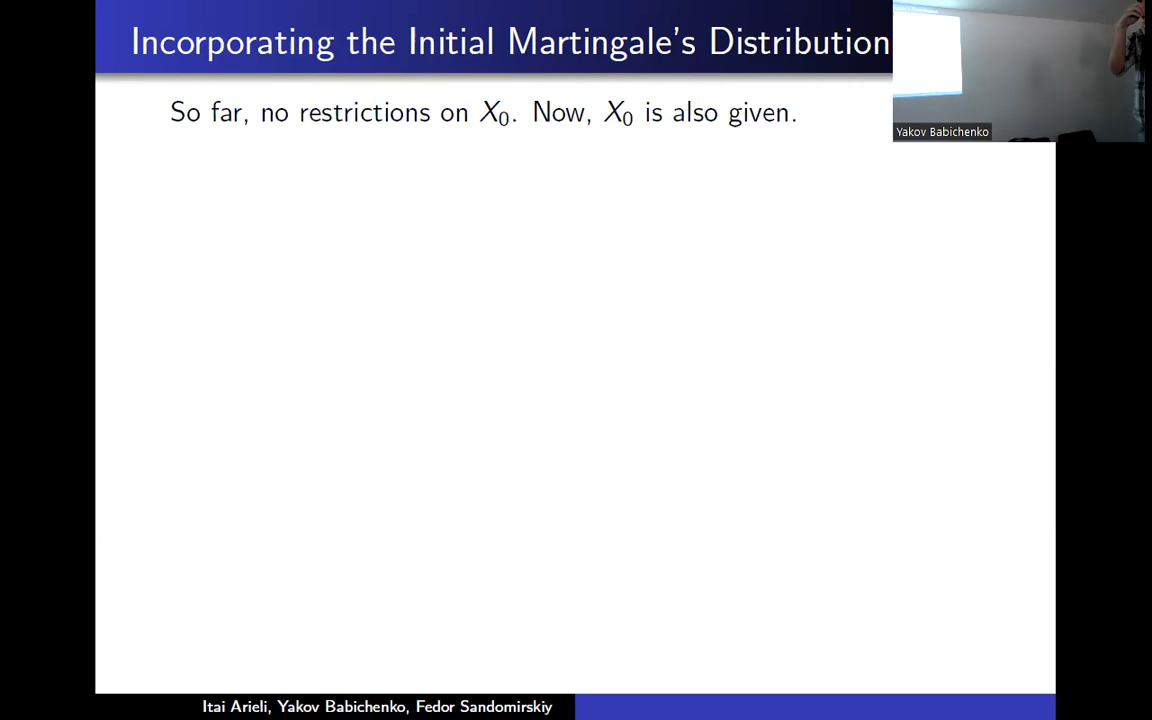 Incorporating the Initial Martingale's Distribution
So far, no restrictions on X₀. Now, X₀ is also given.
Yakov Babichenko
Itai Arieli, Yakov Babichenko, Fedor Sandomirskiy